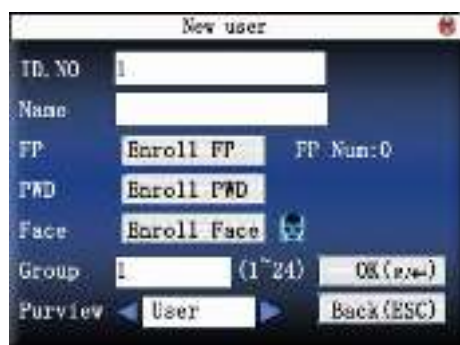 New user
ID. NO 1
Name
FP Enroll FP FP Num:0
PWD Enroll PWD
Face Enroll Face
Group 1 (1~24) OK
Purview User Back(ESC)